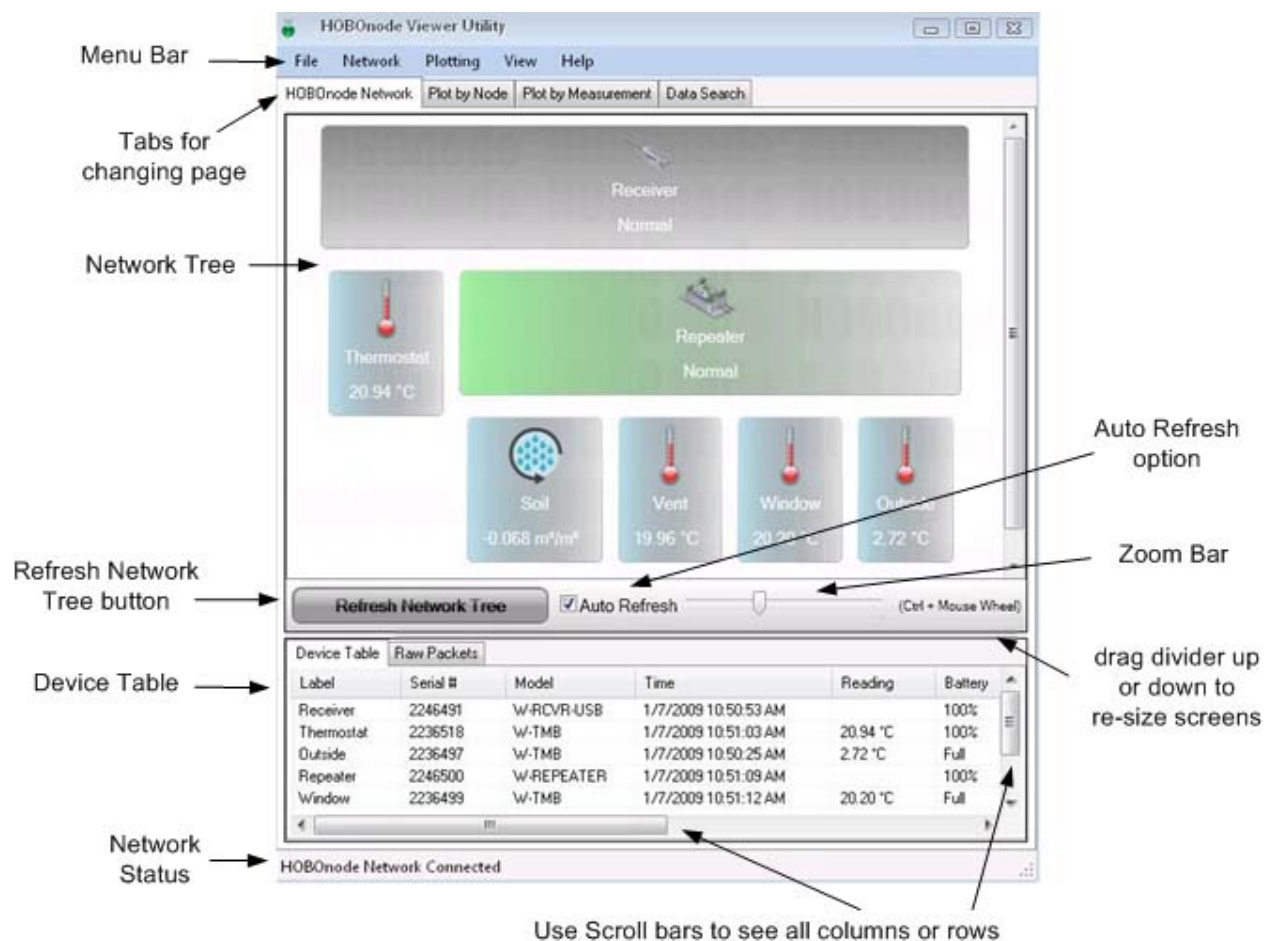 HOBOnode Viewer Utility
Menu Bar
File Network Plotting View Help
HOBOnode Network Plot by Node Plot by Measurement Data Search
Tabs for
changing page
Receiver
Normal
Network Tree
Thermostat
20.94 °C
Repeater
Normal
Auto Refresh
option
Soil
-0.068 m³/m³
Vent
19.96 °C
Window
20.20 °C
Outside
2.72 °C
Zoom Bar
Refresh Network
Tree button
Refresh Network Tree
Auto Refresh
(Ctrl + Mouse Wheel)
drag divider up
or down to
re-size screens
Device Table
Device Table Raw Packets
Label Serial # Model Time Reading Battery
Receiver 2246491 W-RCVR-USB 1/7/2009 10:50:53 AM 100%
Thermostat 2236518 W-TMB 1/7/2009 10:51:03 AM 20.94 °C 100%
Outside 2236497 W-TMB 1/7/2009 10:50:25 AM 2.72 °C Full
Repeater 2246500 W-REPEATER 1/7/2009 10:51:09 AM 100%
Window 2236499 W-TMB 1/7/2009 10:51:12 AM 20.20 °C Full
Network
Status
HOBOnode Network Connected
Use Scroll bars to see all columns or rows